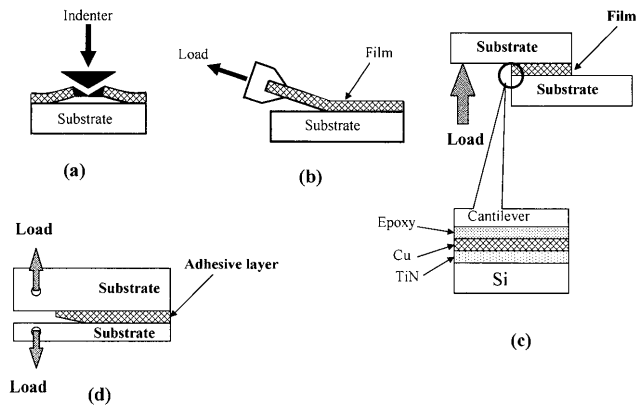 Indenter
Substrate
(a)
Load
Film
Substrate
(b)
Film
Substrate
Substrate
Load
Cantilever
Epoxy
Cu
TiN
Si
(c)
Load
Adhesive layer
Substrate
Substrate
Load
(d)